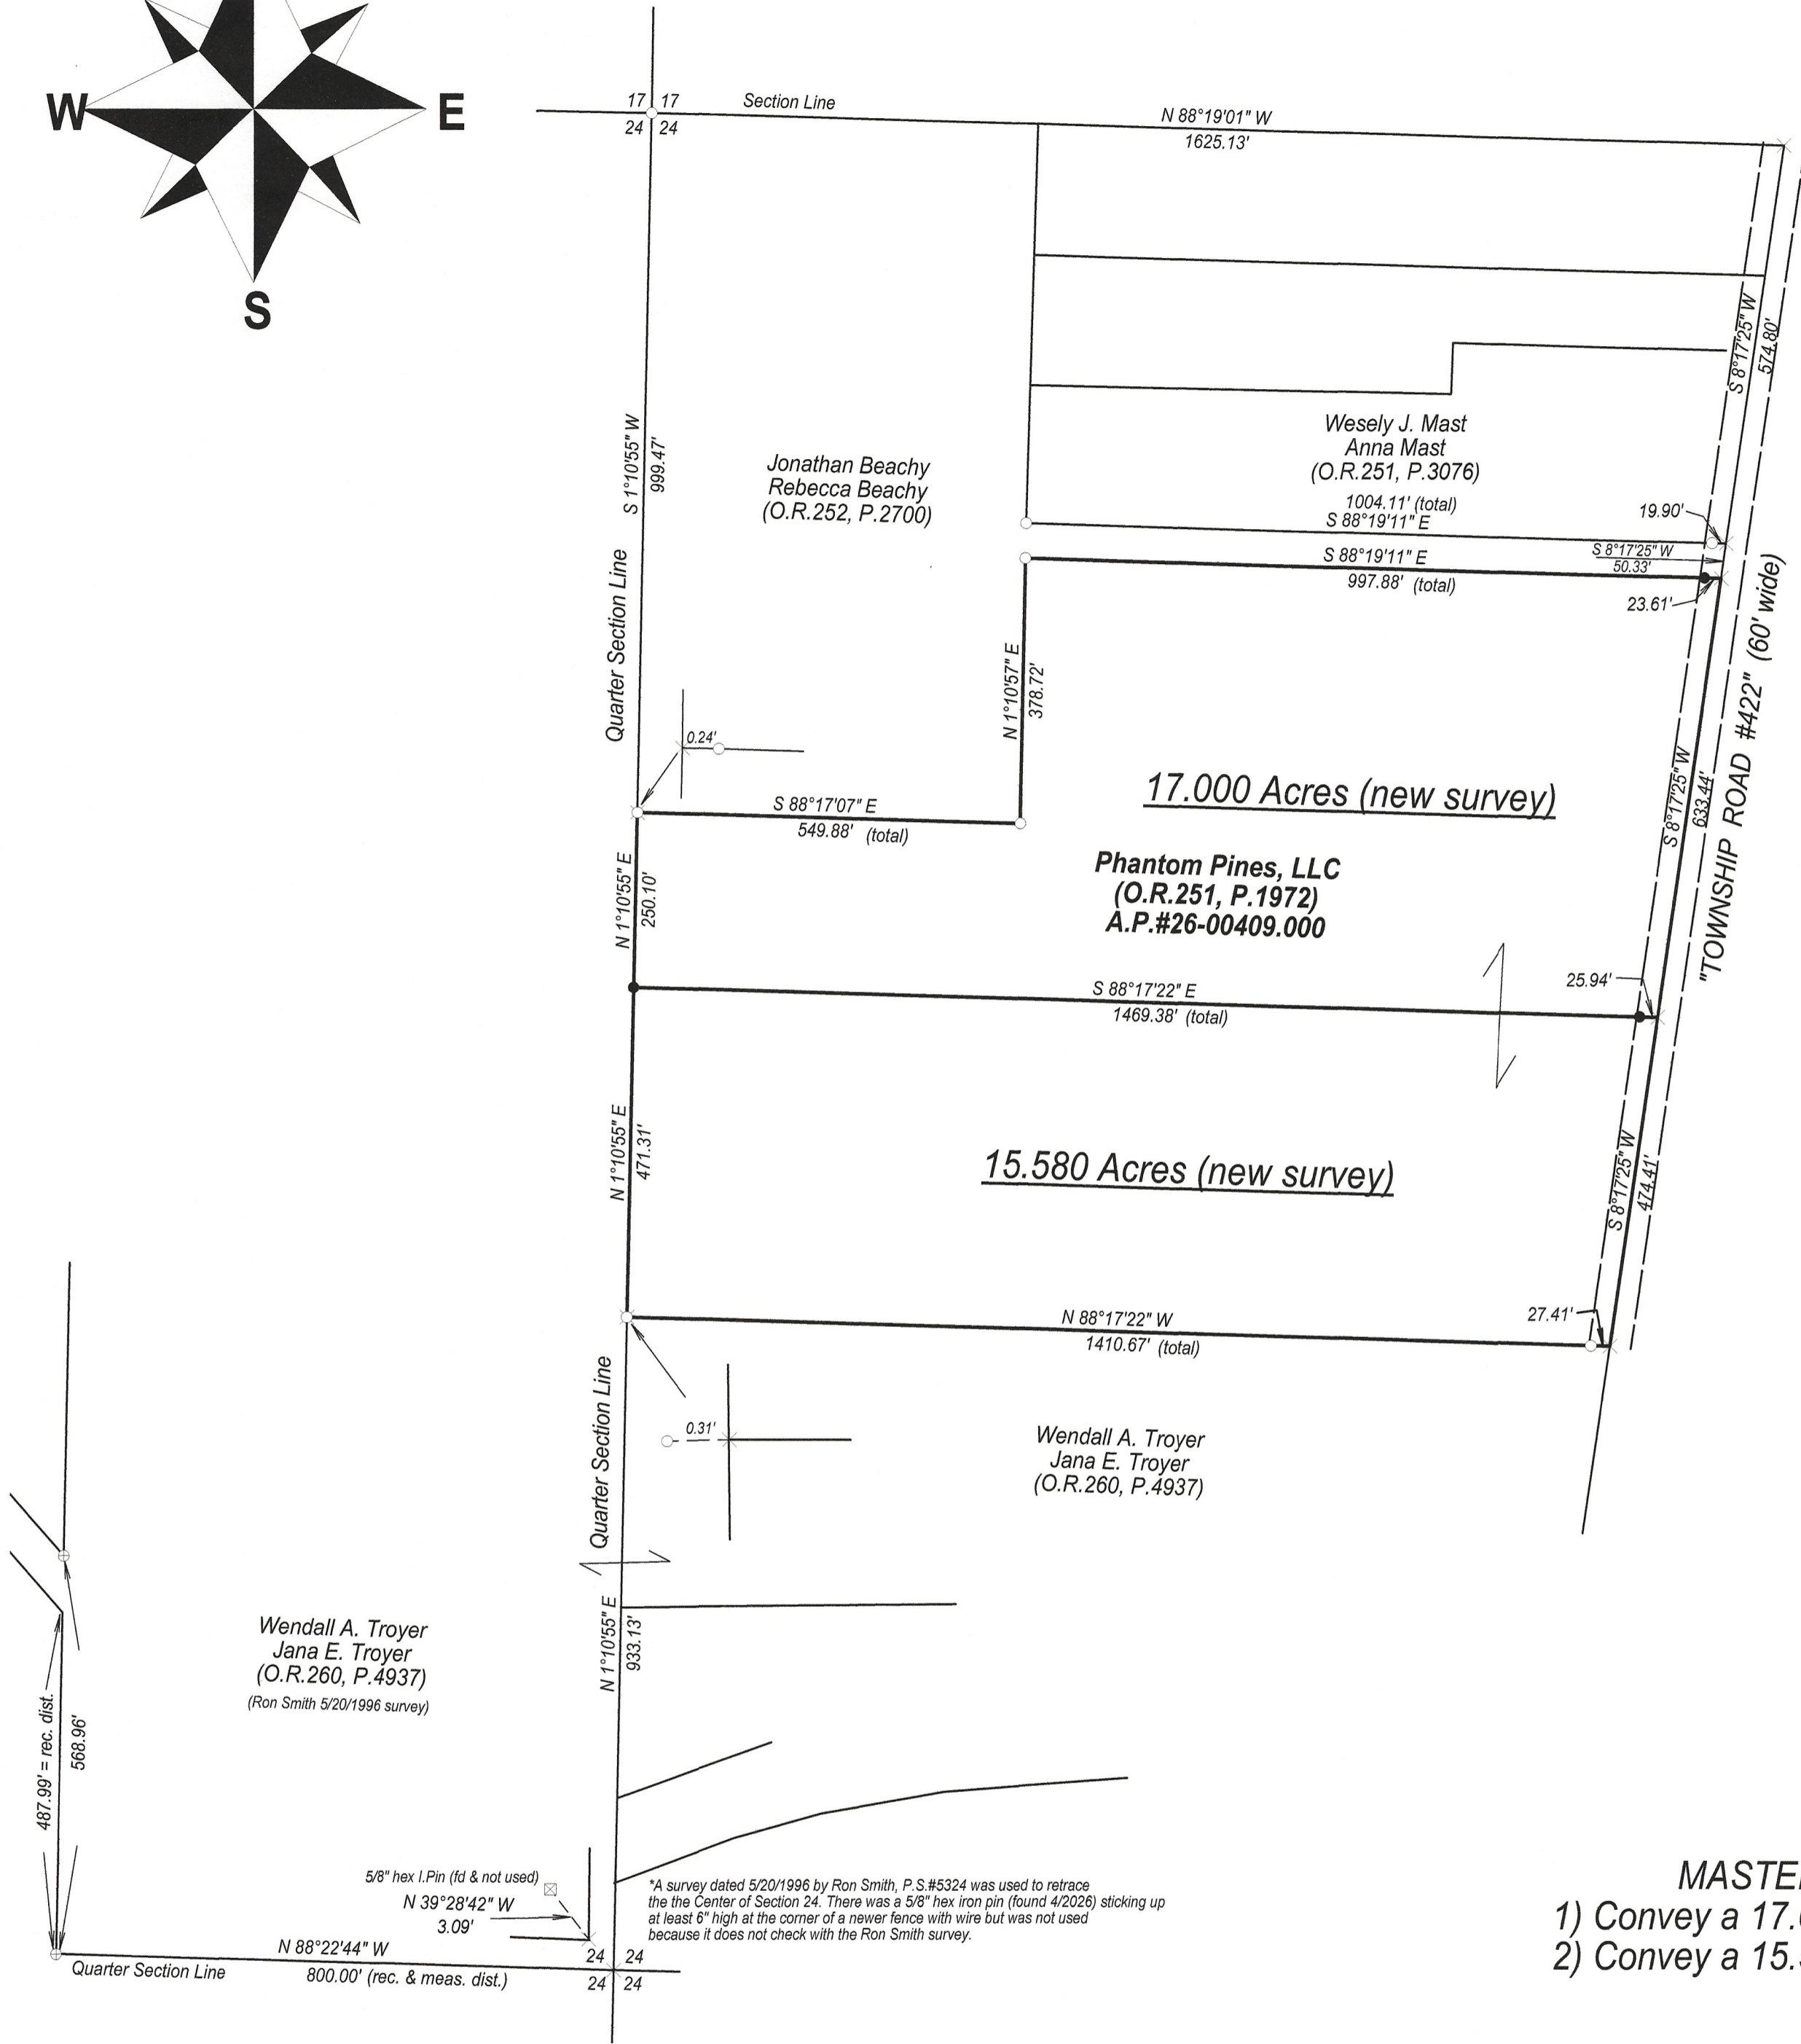 W
E
S
17 17
24 24
Section Line
N 88°19'01" W
1625.13'
S 8°17'25" W
574.80'
S 1°10'55" W
999.47'
Quarter Section Line
Jonathan Beachy
Rebecca Beachy
(O.R.252, P.2700)
Wesely J. Mast
Anna Mast
(O.R.251, P.3076)
1004.11' (total)
S 88°19'11" E
19.90'
S 8°17'25" W
50.33'
S 88°19'11" E
997.88' (total)
23.61'
N 1°10'57" E
378.72'
0.24'
S 88°17'07" E
549.88' (total)
17.000 Acres (new survey)
S 8°17'25" W
633.44'
"TOWNSHIP ROAD #422" (60' wide)
Phantom Pines, LLC
(O.R.251, P.1972)
A.P.#26-00409.000
N 1°10'55" E
250.10'
S 88°17'22" E
1469.38' (total)
25.94'
N 1°10'55" E
471.31'
15.580 Acres (new survey)
S 8°17'25" W
474.41'
N 88°17'22" W
1410.67' (total)
27.41'
Quarter Section Line
0.31'
Wendall A. Troyer
Jana E. Troyer
(O.R.260, P.4937)
N 1°10'55" E
933.13'
Wendall A. Troyer
Jana E. Troyer
(O.R.260, P.4937)
(Ron Smith 5/20/1996 survey)
487.99' = rec. dist.
568.96'
5/8" hex I.Pin (fd & not used)
N 39°28'42" W
3.09'
*A survey dated 5/20/1996 by Ron Smith, P.S.#5324 was used to retrace
the the Center of Section 24. There was a 5/8" hex iron pin (found 4/2026) sticking up
at least 6" high at the corner of a newer fence with wire but was not used
because it does not check with the Ron Smith survey.
N 88°22'44" W
Quarter Section Line
800.00' (rec. & meas. dist.)
24 24
24 24
MASTE
1) Convey a 17.
2) Convey a 15.